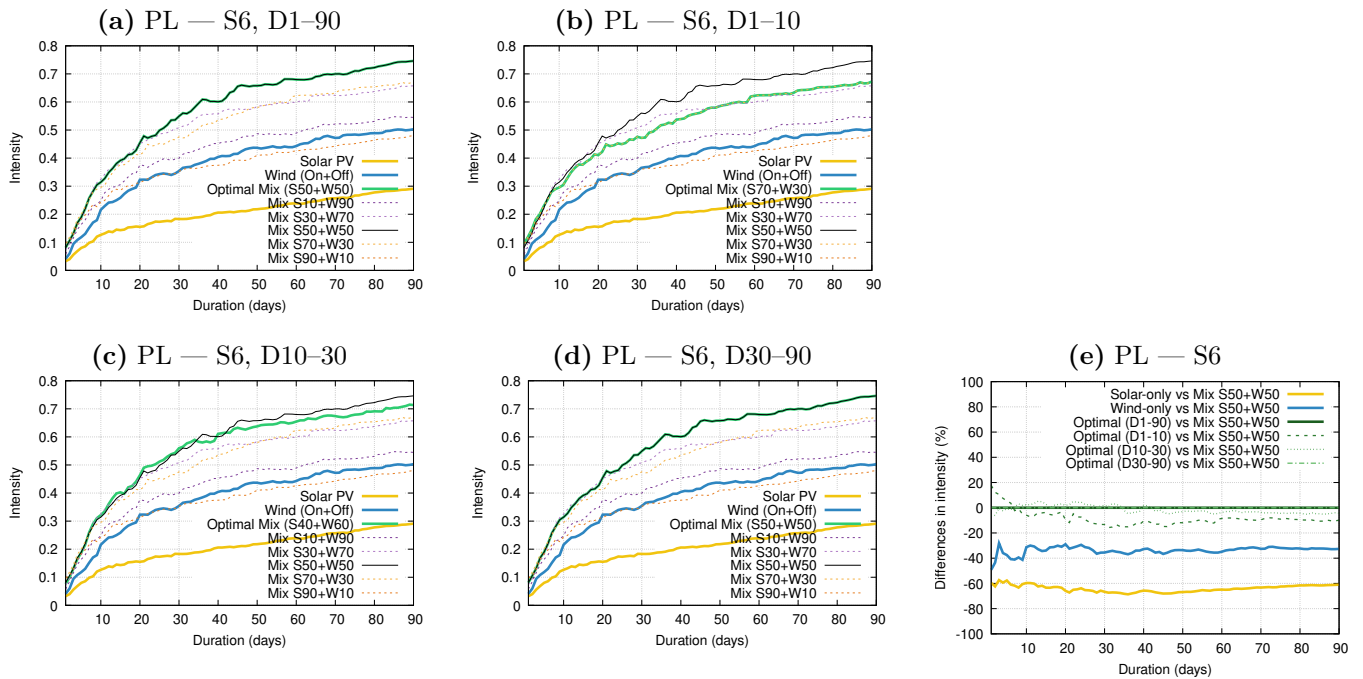 (a) PL — S6, D1–90
0.8
0.7
0.6
0.5
0.4
0.3
0.2
0.1
0
Intensity
Solar PV
Wind (On+Off)
Optimal Mix (S50+W50)
Mix S10+W90
Mix S30+W70
Mix S50+W50
Mix S70+W30
Mix S90+W10
10 20 30 40 50 60 70 80 90
Duration (days)
(b) PL — S6, D1–10
0.8
0.7
0.6
0.5
0.4
0.3
0.2
0.1
0
Intensity
Solar PV
Wind (On+Off)
Optimal Mix (S70+W30)
Mix S10+W90
Mix S30+W70
Mix S50+W50
Mix S70+W30
Mix S90+W10
10 20 30 40 50 60 70 80 90
Duration (days)
(c) PL — S6, D10–30
0.8
0.7
0.6
0.5
0.4
0.3
0.2
0.1
0
Intensity
Solar PV
Wind (On+Off)
Optimal Mix (S40+W60)
Mix S10+W90
Mix S30+W70
Mix S50+W50
Mix S70+W30
Mix S90+W10
10 20 30 40 50 60 70 80 90
Duration (days)
(d) PL — S6, D30–90
0.8
0.7
0.6
0.5
0.4
0.3
0.2
0.1
0
Intensity
Solar PV
Wind (On+Off)
Optimal Mix (S50+W50)
Mix S10+W90
Mix S30+W70
Mix S50+W50
Mix S70+W30
Mix S90+W10
10 20 30 40 50 60 70 80 90
Duration (days)
(e) PL — S6
100
80
60
40
20
0
-20
-40
-60
-80
-100
Differences in intensity (%)
Solar-only vs Mix S50+W50
Wind-only vs Mix S50+W50
Optimal (D1-90) vs Mix S50+W50
Optimal (D1-10) vs Mix S50+W50
Optimal (D10-30) vs Mix S50+W50
Optimal (D30-90) vs Mix S50+W50
10 20 30 40 50 60 70 80 90
Duration (days)